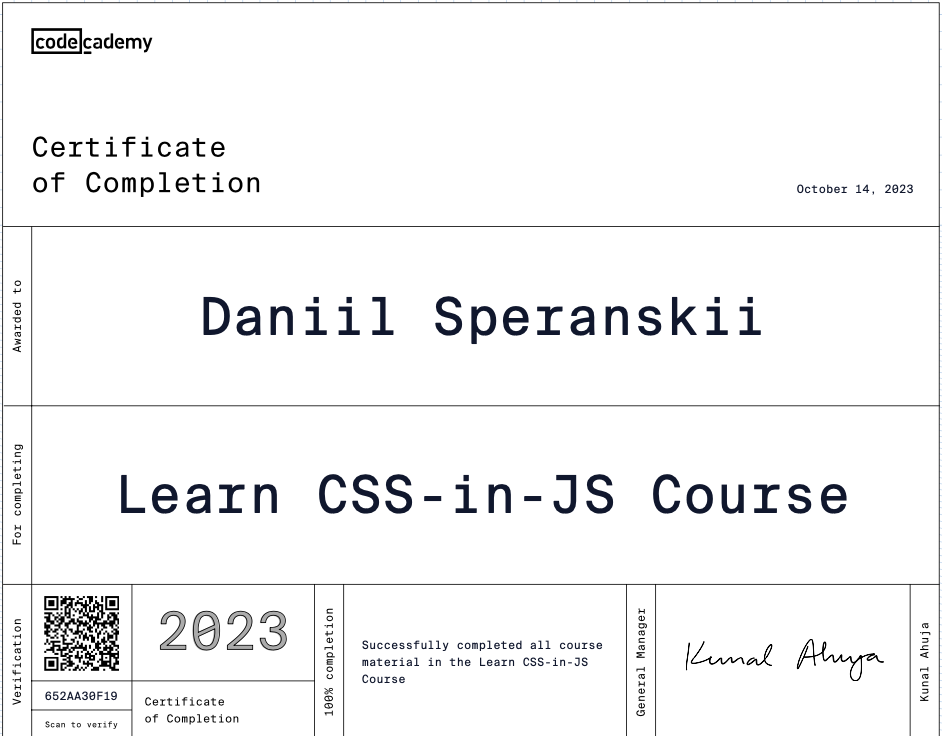 codecademy
Certificate
of Completion
October 14, 2023
Awarded to
Daniil Speranskii
For completing
Learn CSS-in-JS Course
Verification
652AA30F19
Scan to verify
2023
Certificate
of Completion
100% completion
Successfully completed all course
material in the Learn CSS-in-JS
Course
General Manager
Kunal Ahuja
Kunal Ahuja